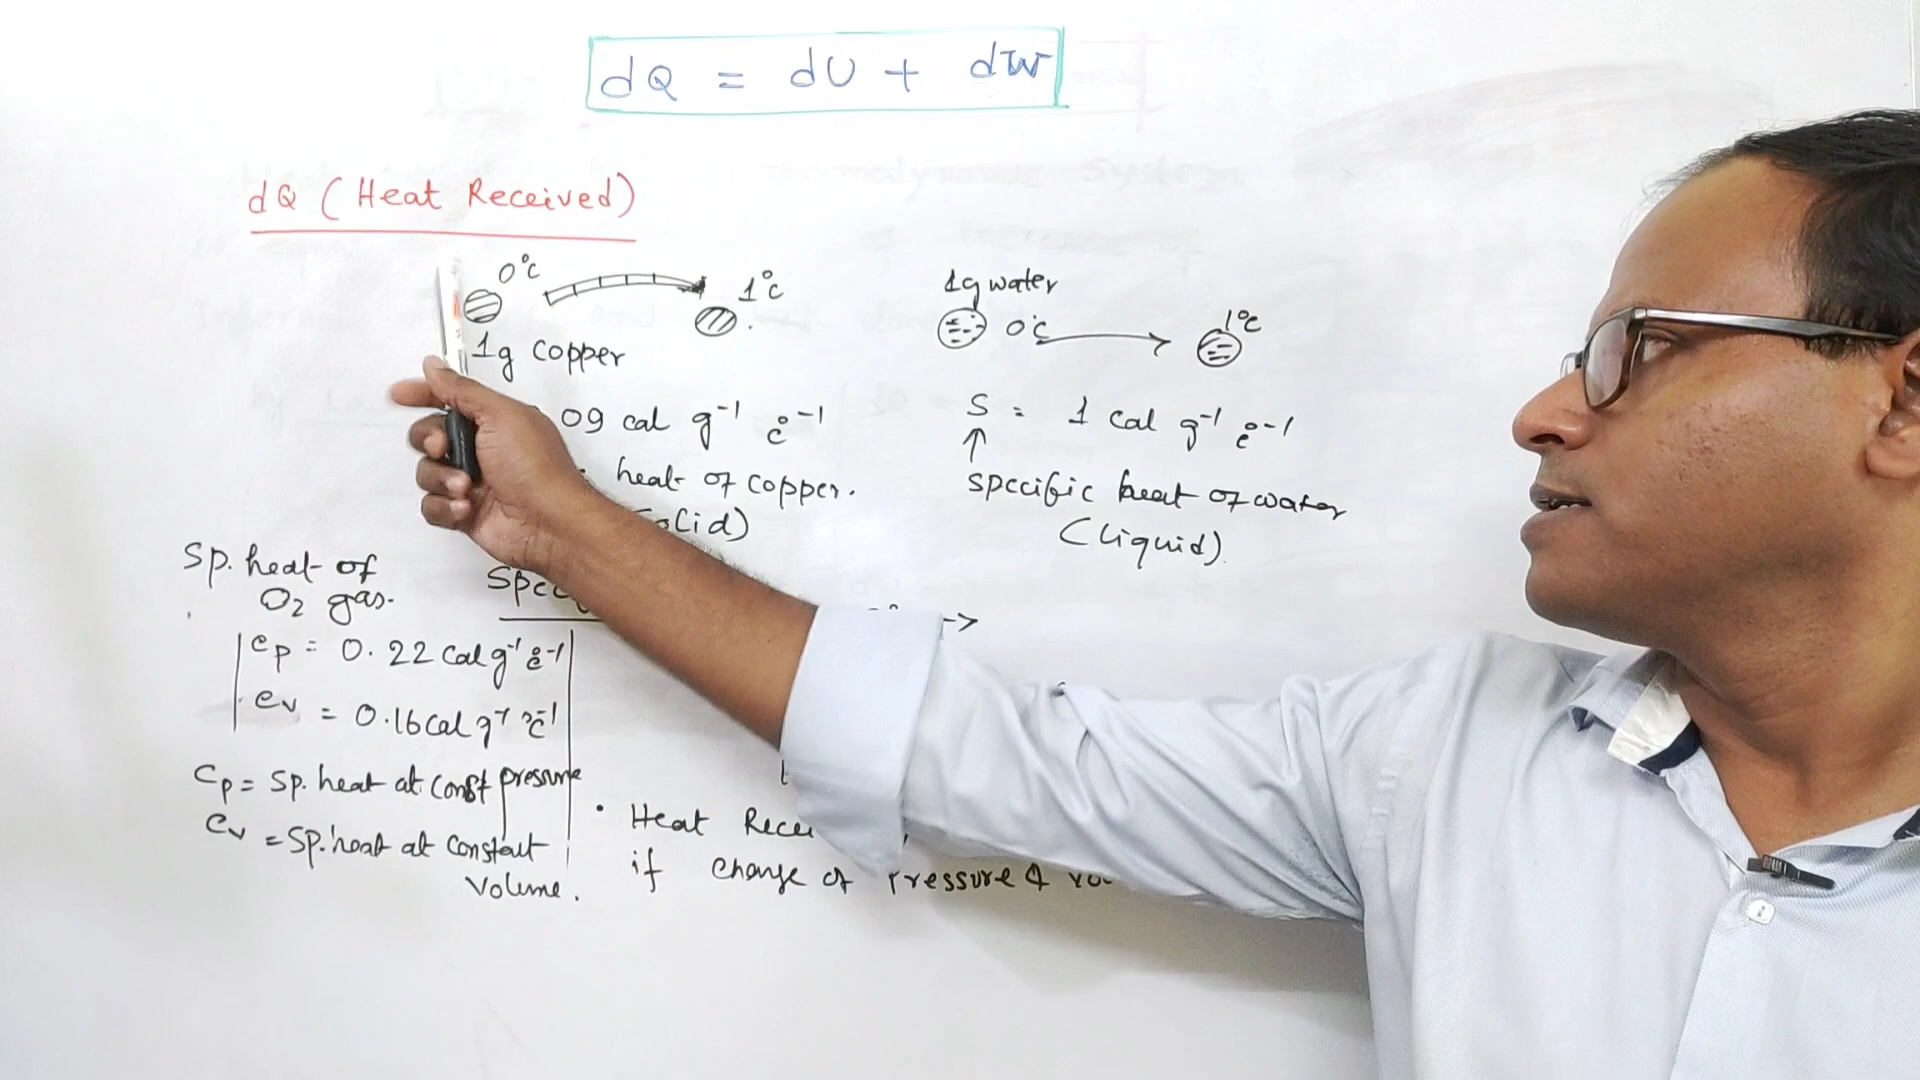 dQ = dU + dW
dQ (Heat Received)
0°C
1°C
1g copper
09 cal g⁻¹ °C⁻¹
heat of copper.
1g water
0°C
1°C
S = 1 Cal g⁻¹ °C⁻¹
↑
specific heat of water
(Liquid).
Sp. heat of
O₂ gas.
Cp = 0.22 Cal g⁻¹ °C⁻¹
Cv = 0.16 Cal g⁻¹ °C⁻¹
Cp = Sp. heat at const pressure
Cv = Sp. heat at constant
Volume.
• Heat
if change of Pressure &